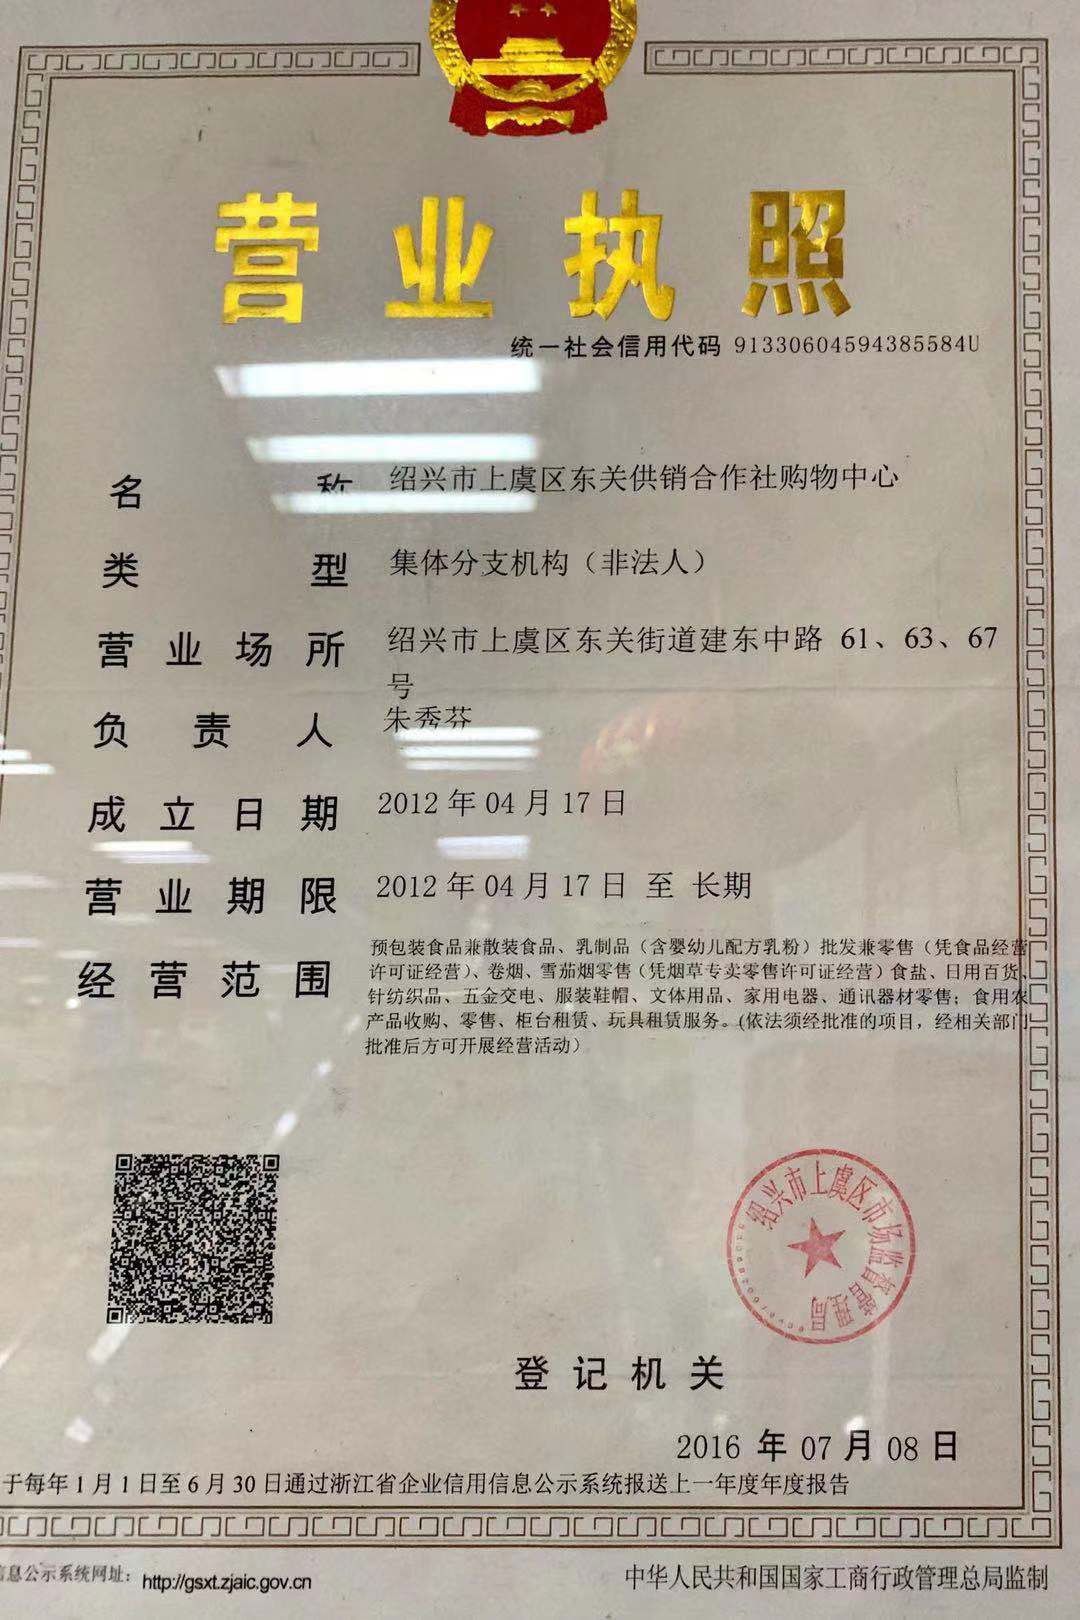 营业执照
统一社会信用代码 91330604594385584U
名称 绍兴市上虞区东关供销合作社购物中心
类型 集体分支机构（非法人）
营业场所 绍兴市上虞区东关街道建东中路 61、63、67
号
负责人 朱秀芬
成立日期 2012 年 04 月 17 日
营业期限 2012 年 04 月 17 日 至 长期
经营范围 预包装食品兼散装食品、乳制品（含婴幼儿配方乳粉）批发兼零售（凭食品经营
许可证经营）、卷烟、雪茄烟零售（凭烟草专卖零售许可证经营）食盐、日用百货、
针纺织品、五金交电、服装鞋帽、文体用品、家用电器、通讯器材零售；食用农
产品收购、零售、柜台租赁、玩具租赁服务。(依法须经批准的项目，经相关部门
批准后方可开展经营活动）
绍兴市上虞区市场监督管理局
登记机关
2016 年 07 月 08 日
于每年1月1日至6月30日通过浙江省企业信用信息公示系统报送上一年度年度报告
信息公示系统网址： http://gsxt.zjaic.gov.cn
中华人民共和国国家工商行政管理总局监制